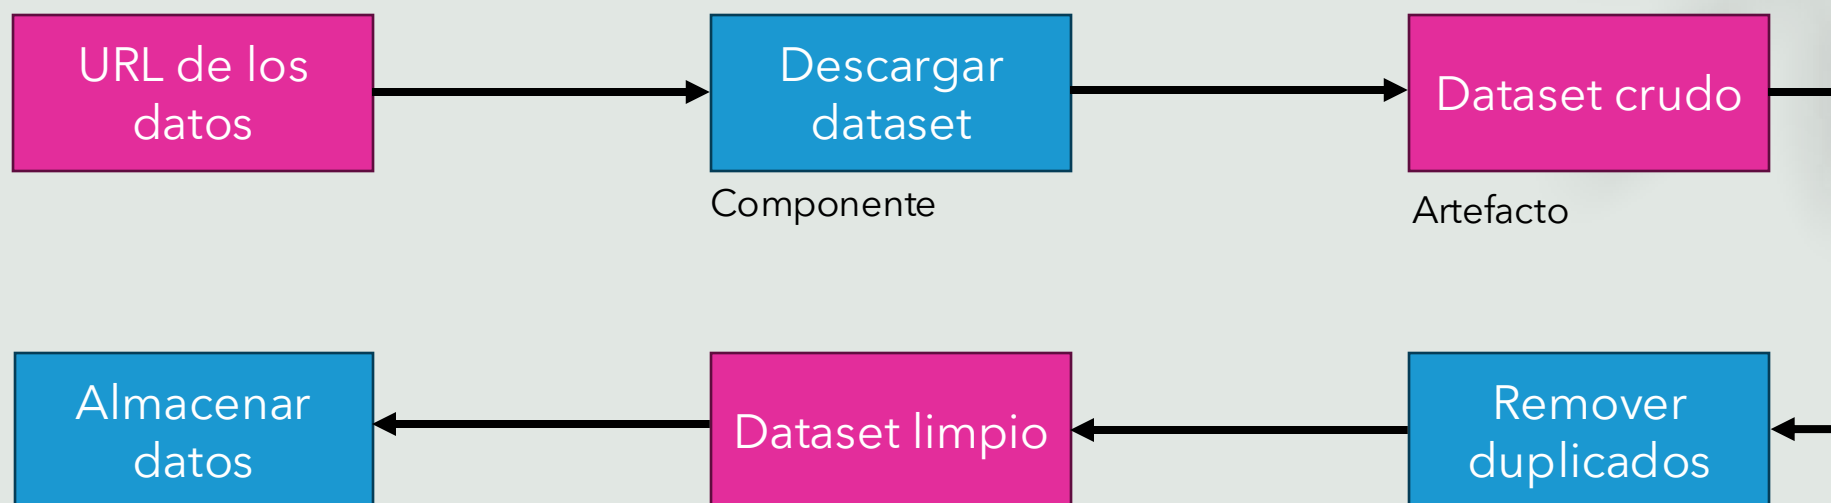 URL de los
datos
Descargar
dataset
Dataset crudo
Componente
Artefacto
Almacenar
datos
Dataset limpio
Remover
duplicados